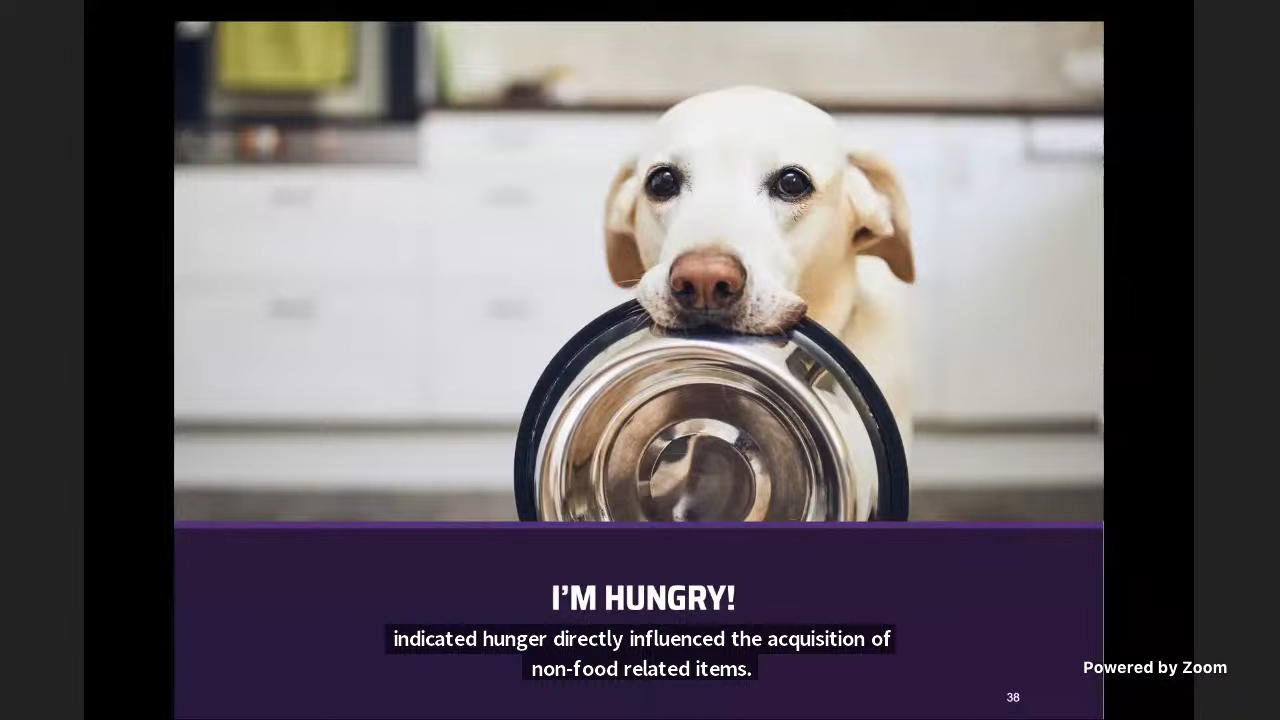 I'M HUNGRY!
indicated hunger directly influenced the acquisition of
non-food related items.
Powered by Zoom
38